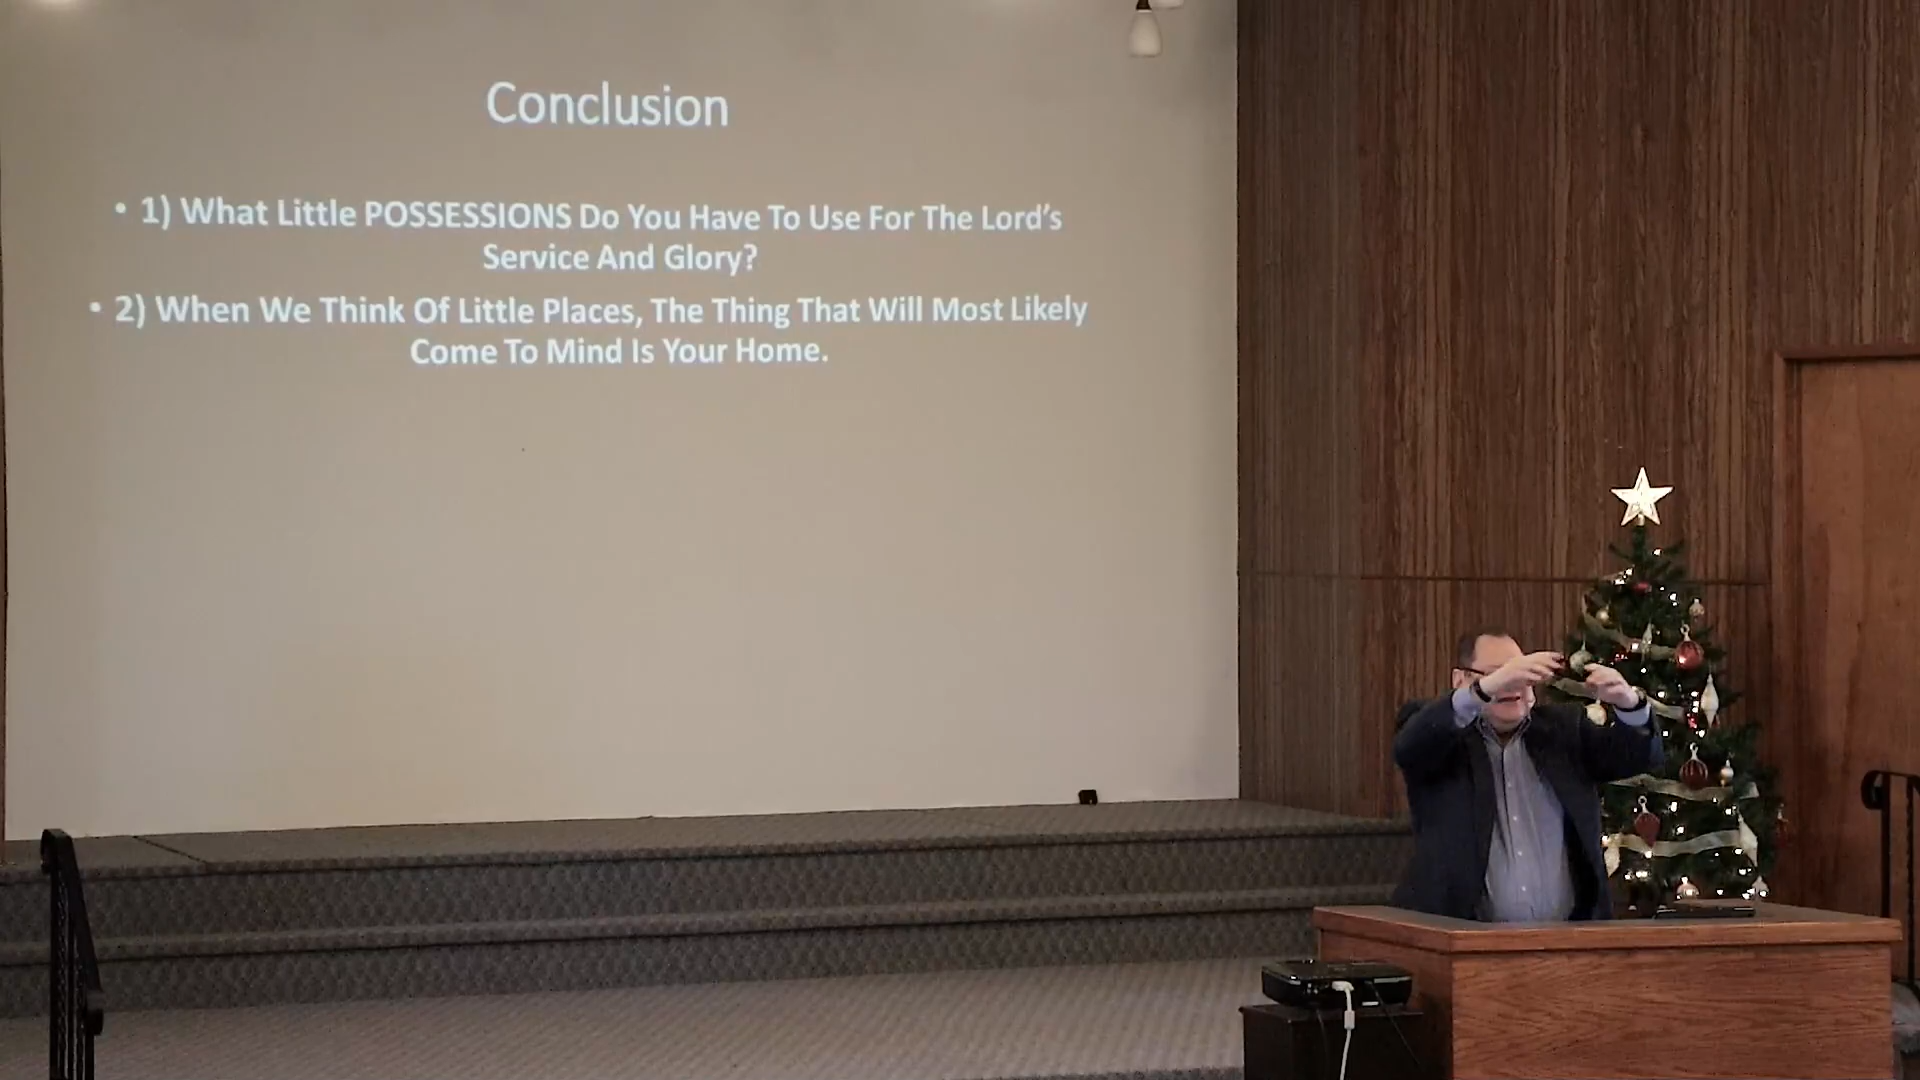 Conclusion
• 1) What Little POSSESSIONS Do You Have To Use For The Lord's
Service And Glory?
• 2) When We Think Of Little Places, The Thing That Will Most Likely
Come To Mind Is Your Home.